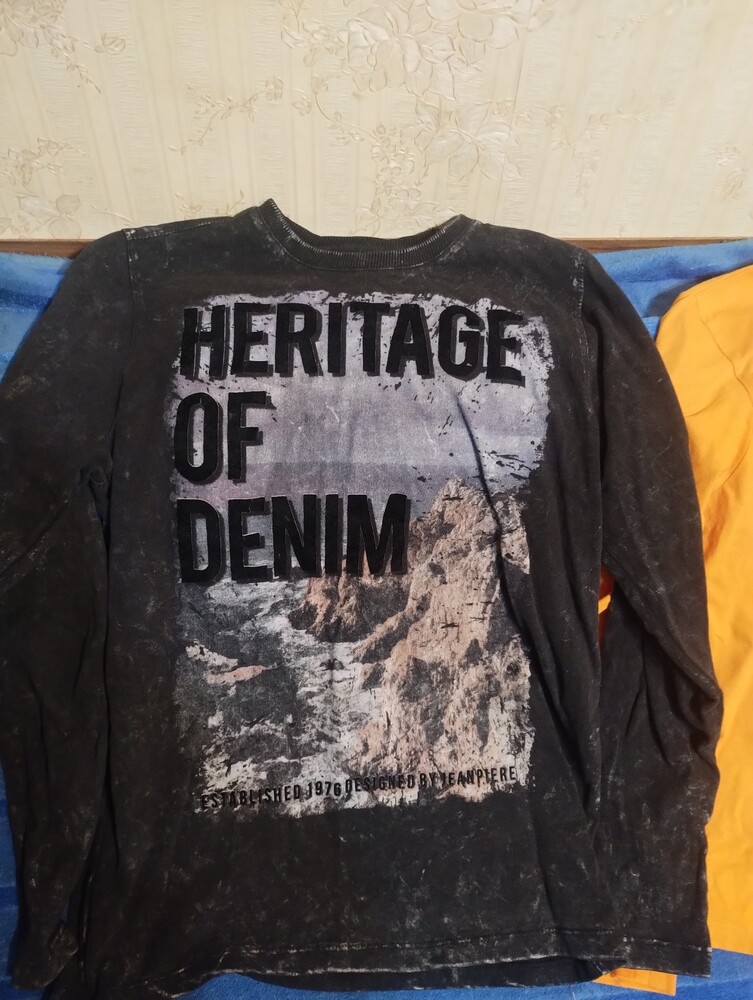 HERITAGE
OF
DENIM
ESTABLISHED 1976 DESIGNED BY JEANPIERE